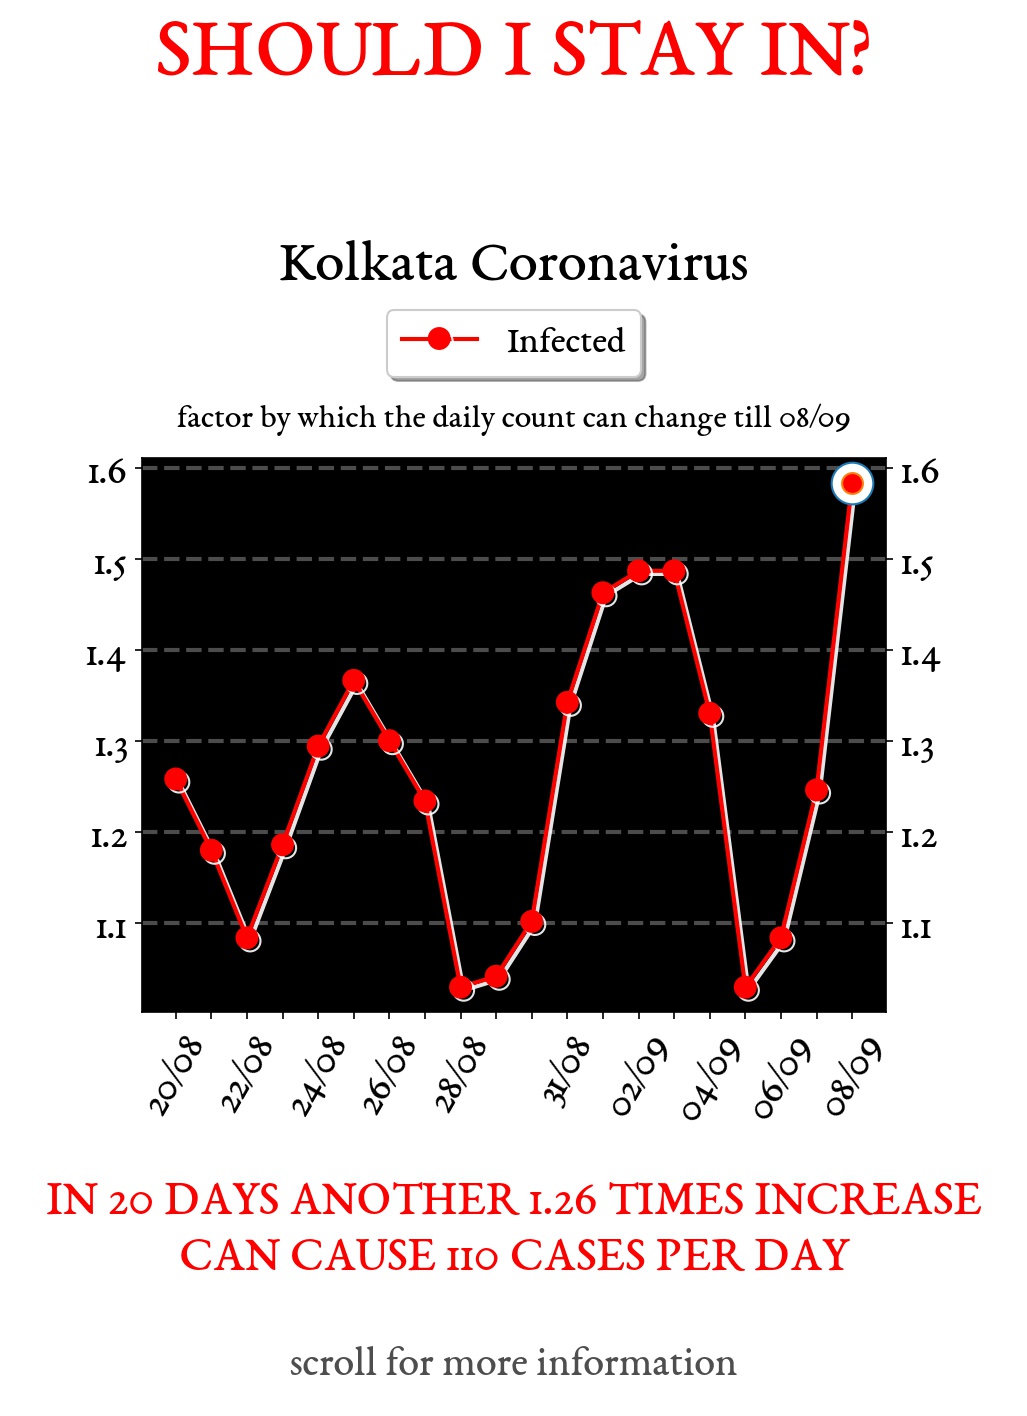 SHOULD I STAY IN?
Kolkata Coronavirus
Infected
factor by which the daily count can change till 08/09
1.6 1.6
1.5 1.5
1.4 1.4
1.3 1.3
1.2 1.2
1.1 1.1
20/08 22/08 24/08 26/08 28/08 31/08 02/09 04/09 06/09 08/09
IN 20 DAYS ANOTHER 1.26 TIMES INCREASE
CAN CAUSE 110 CASES PER DAY
scroll for more information